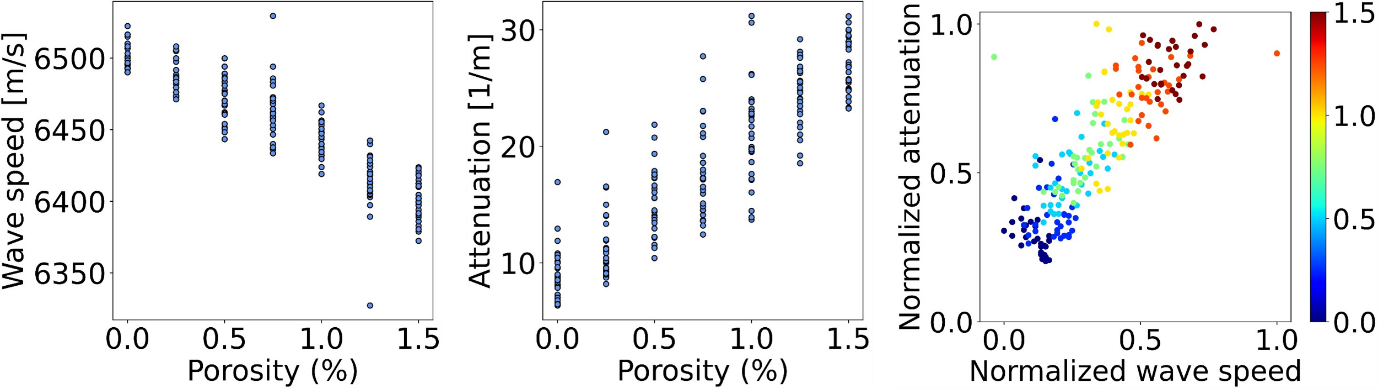 Wave speed [m/s]
6500
6450
6400
6350
0.0 0.5 1.0 1.5
Porosity (%)
Attenuation [1/m]
30
20
10
0.0 0.5 1.0 1.5
Porosity (%)
Normalized attenuation
1.0
0.5
0.0
0.0 0.5 1.0
Normalized wave speed
1.5
1.0
0.5
0.0